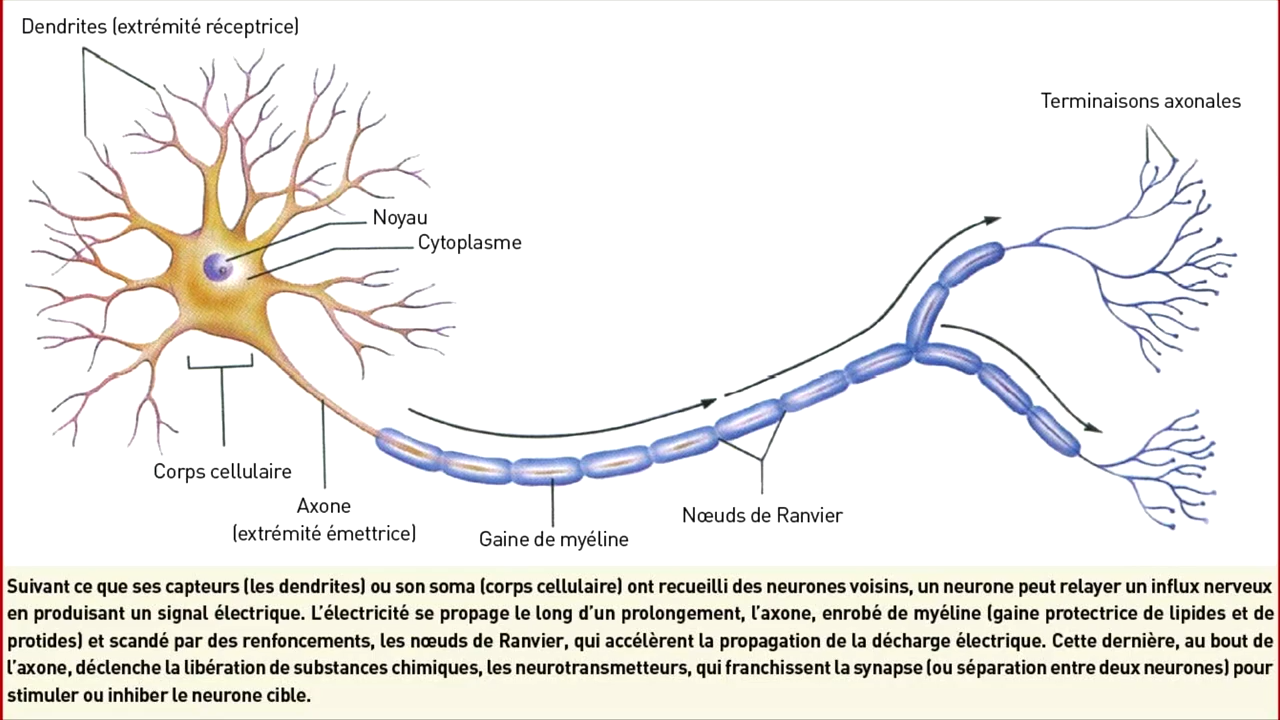 Dendrites (extrémité réceptrice)
Terminaisons axonales
Noyau
Cytoplasme
Corps cellulaire
Axone
(extrémité émettrice)
Gaine de myéline
Nœuds de Ranvier
Suivant ce que ses capteurs (les dendrites) ou son soma (corps cellulaire) ont recueilli des neurones voisins, un neurone peut relayer un influx nerveux
en produisant un signal électrique. L’électricité se propage le long d’un prolongement, l’axone, enrobé de myéline (gaine protectrice de lipides et de
protides) et scandé par des renfoncements, les nœuds de Ranvier, qui accélèrent la propagation de la décharge électrique. Cette dernière, au bout de
l’axone, déclenche la libération de substances chimiques, les neurotransmetteurs, qui franchissent la synapse (ou séparation entre deux neurones) pour
stimuler ou inhiber le neurone cible.